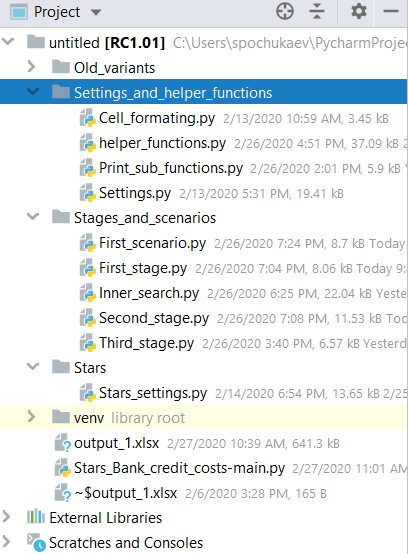 Project
untitled [RC1.01] C:\Users\spochukaev\PycharmProjec
Old_variants
Settings_and_helper_functions
Cell_formating.py 2/13/2020 10:59 AM, 3.45 kB
helper_functions.py 2/26/2020 4:51 PM, 37.09 kB 2
Print_sub_functions.py 2/26/2020 2:01 PM, 5.9 k
Settings.py 2/13/2020 5:31 PM, 19.41 kB
Stages_and_scenarios
First_scenario.py 2/26/2020 7:24 PM, 8.7 kB Today
First_stage.py 2/26/2020 7:04 PM, 8.06 kB Today 9:
Inner_search.py 2/26/2020 6:25 PM, 22.04 kB Yeste
Second_stage.py 2/26/2020 7:08 PM, 11.53 kB Tod
Third_stage.py 2/26/2020 3:40 PM, 6.57 kB Yesterd
Stars
Stars_settings.py 2/14/2020 6:54 PM, 13.65 kB 2/25
venv library root
output_1.xlsx 2/27/2020 10:39 AM, 641.3 kB
Stars_Bank_credit_costs-main.py 2/27/2020 11:01 AM
~$output_1.xlsx 2/6/2020 3:28 PM, 165 B
External Libraries
Scratches and Consoles